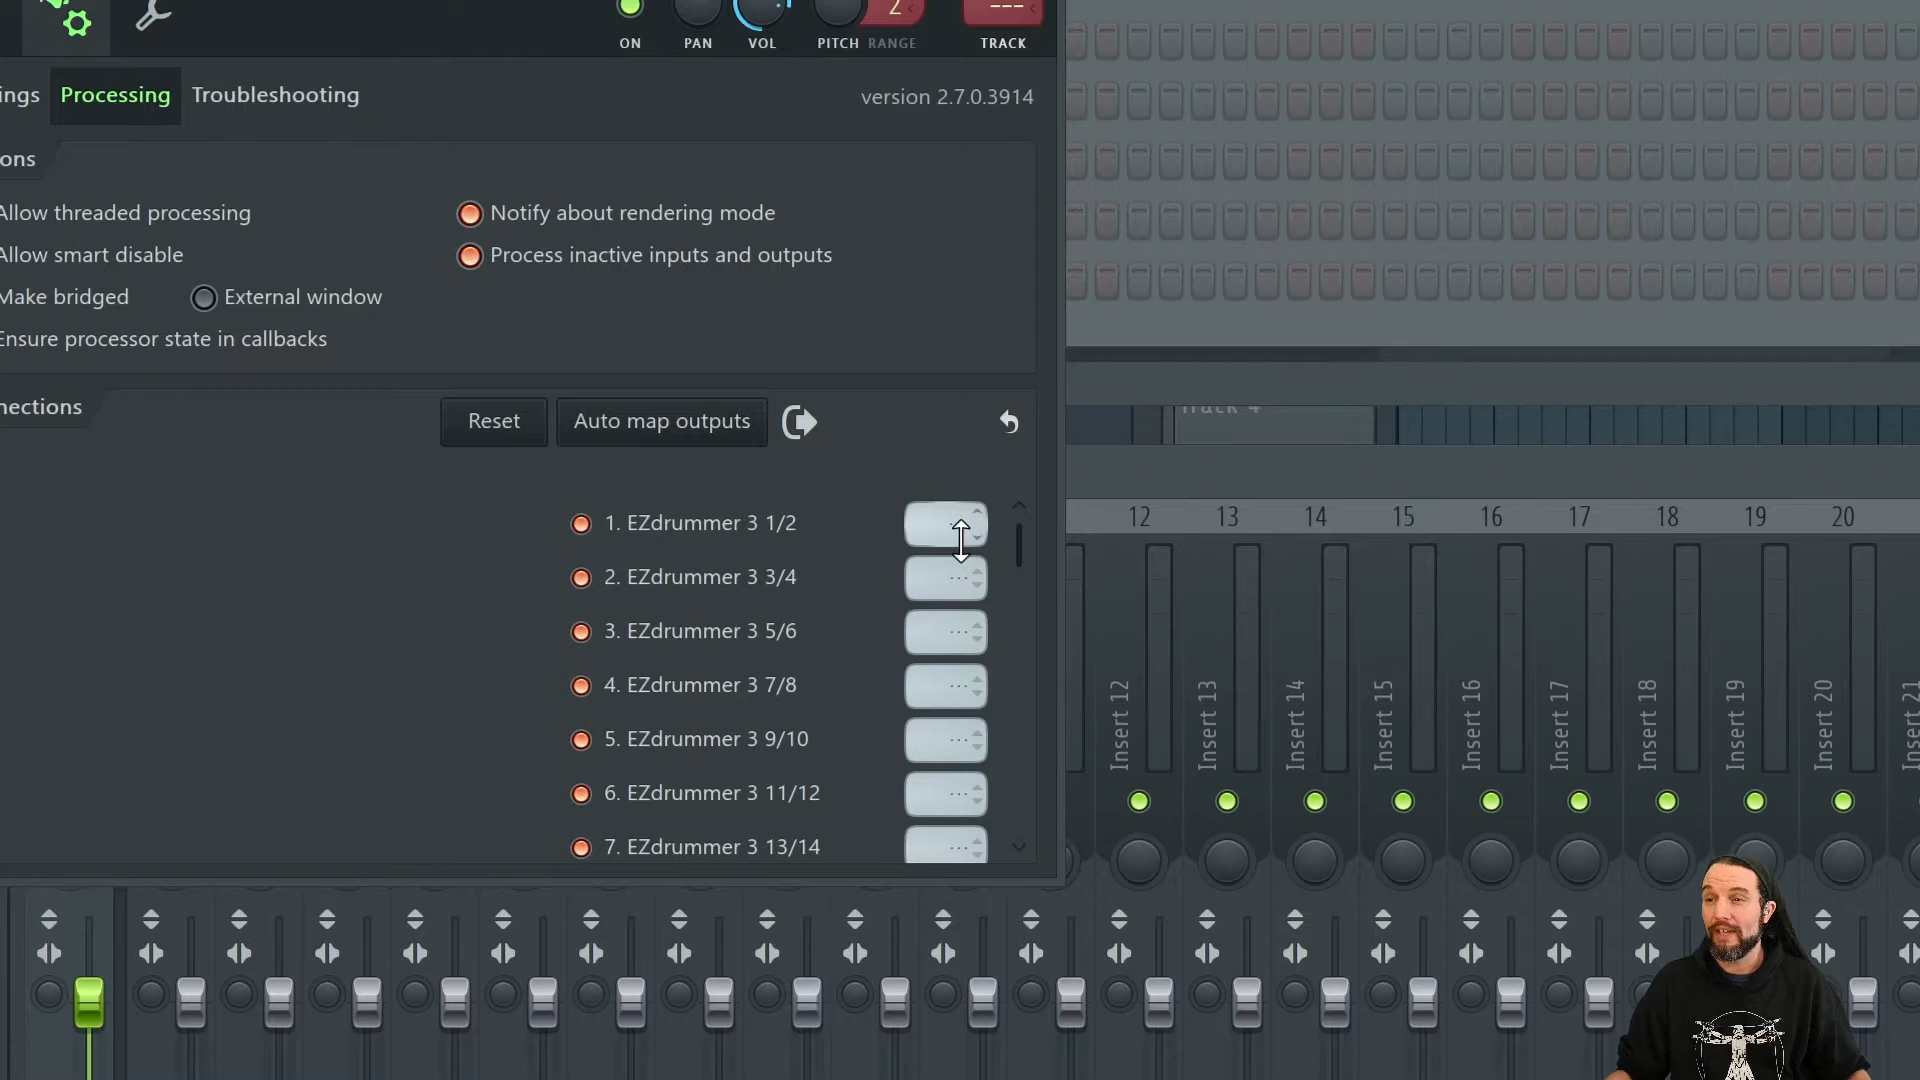 2
---
ON PAN VOL PITCH RANGE TRACK
ings Processing Troubleshooting version 2.7.0.3914
ons
Allow threaded processing Notify about rendering mode
Allow smart disable Process inactive inputs and outputs
Make bridged External window
Ensure processor state in callbacks
nections Reset Auto map outputs
Track 4
1. EZdrummer 3 1/2
2. EZdrummer 3 3/4 ---
3. EZdrummer 3 5/6 ---
4. EZdrummer 3 7/8 ---
5. EZdrummer 3 9/10 ---
6. EZdrummer 3 11/12 ---
7. EZdrummer 3 13/14 ---
12 13 14 15 16 17 18 19 20
Insert 12
Insert 13
Insert 14
Insert 15
Insert 16
Insert 17
Insert 18
Insert 19
Insert 20
Insert 21